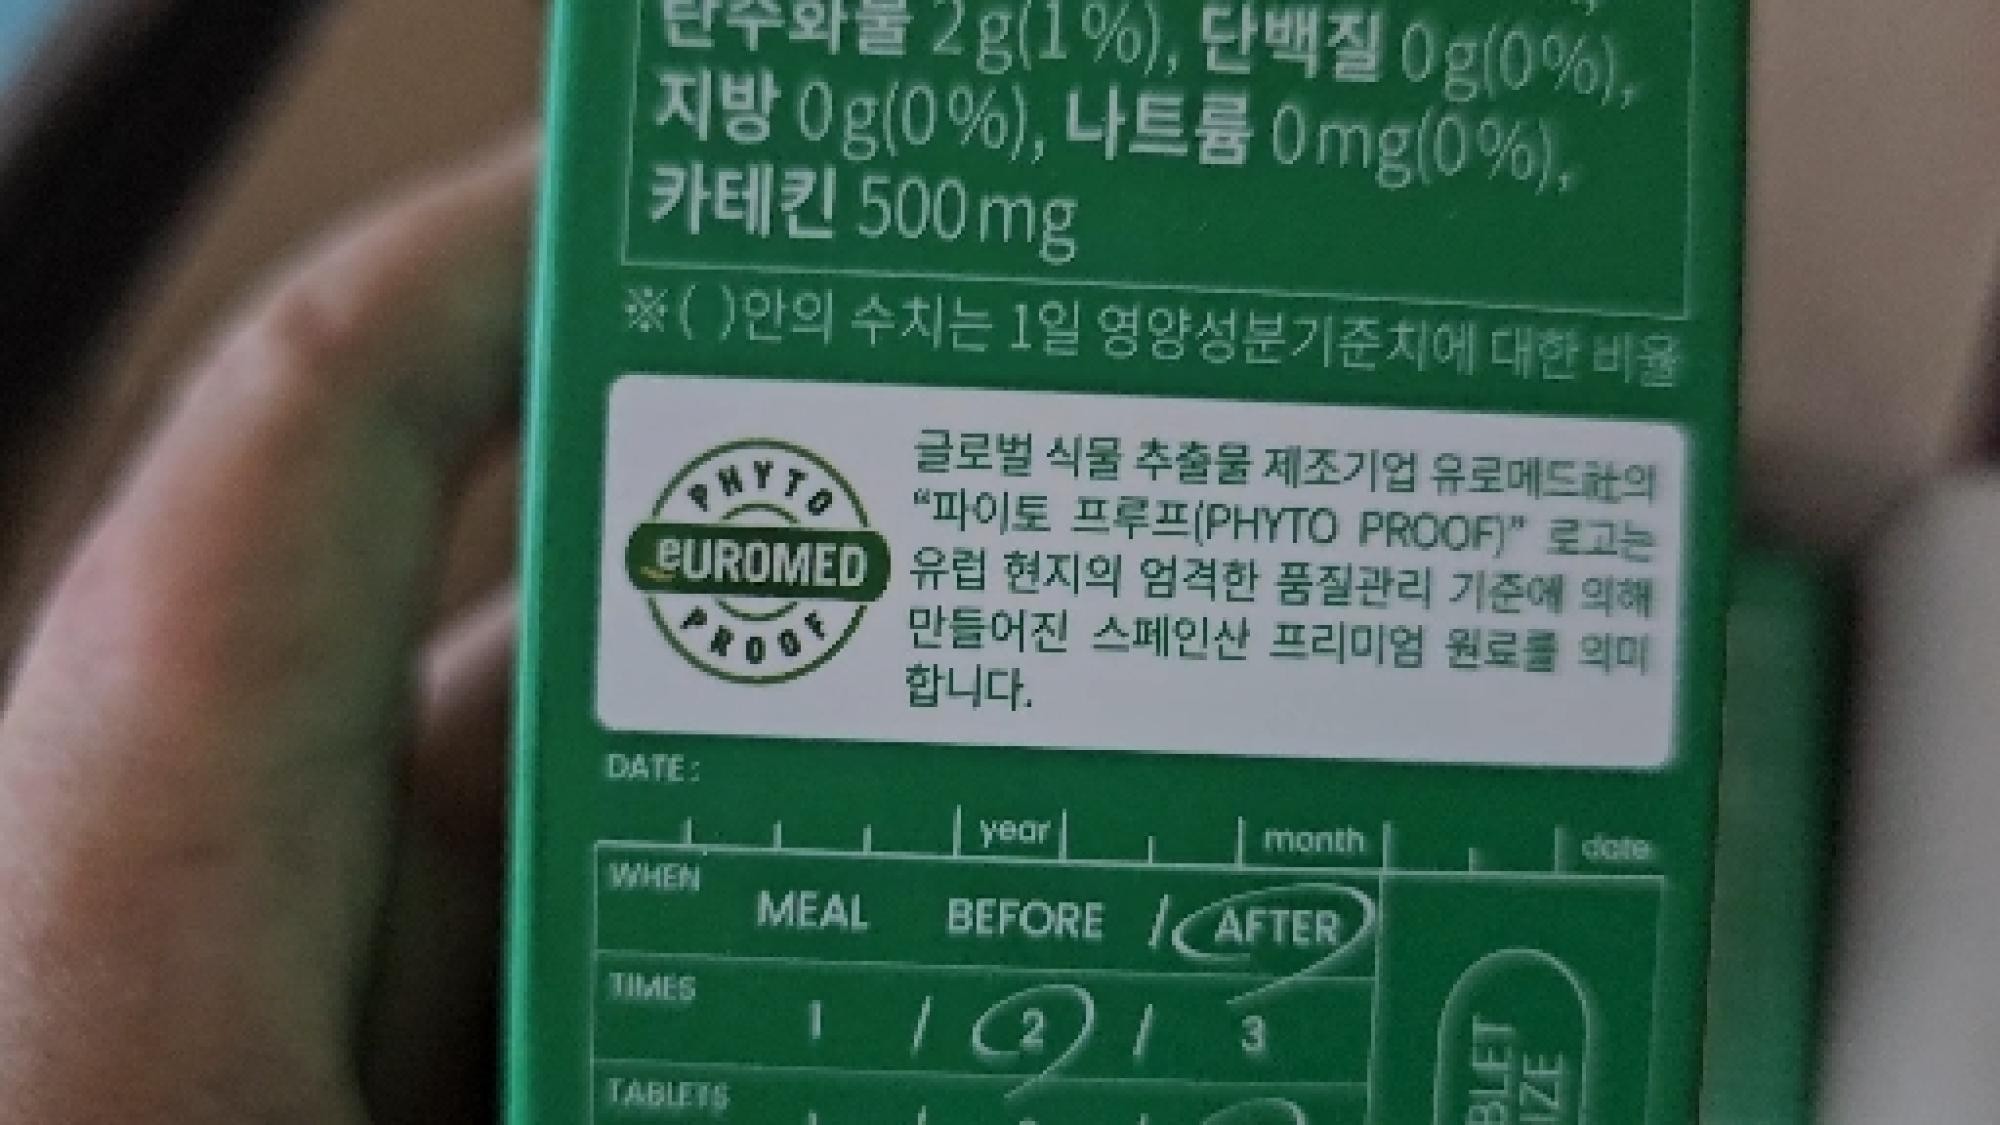 탄수화물 2g(1%), 단백질 0g(0%),
지방 0g(0%), 나트륨 0mg(0%),
카테킨 500mg
※( )안의 수치는 1일 영양성분기준치에 대한 비율
PHYTO
eUROMED
PROOF
글로벌 식물 추출물 제조기업 유로메드社의
“파이토 프루프(PHYTO PROOF)” 로고는
유럽 현지의 엄격한 품질관리 기준에 의해
만들어진 스페인산 프리미엄 원료를 의미
합니다.
DATE:
year month date
WHEN
MEAL BEFORE / AFTER
TIMES
1 / 2 / 3
TABLETS